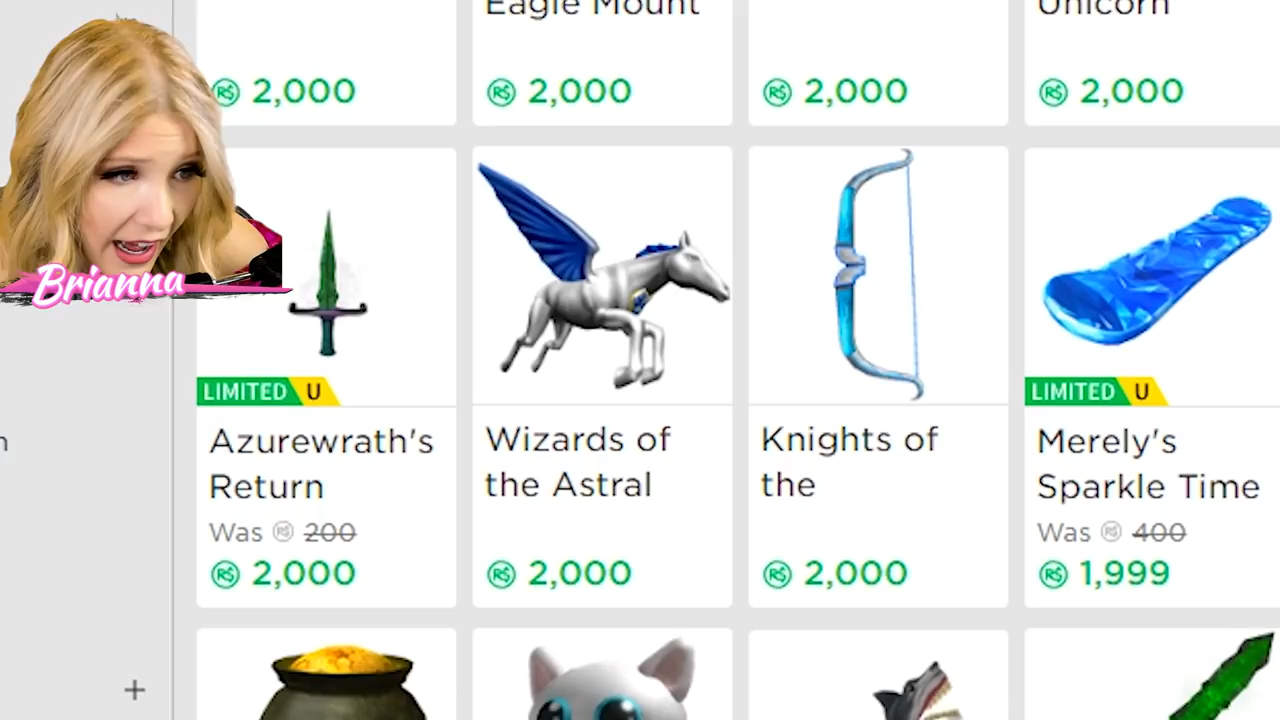 Eagle Mount
Unicorn
R$ 2,000
R$ 2,000
R$ 2,000
R$ 2,000
Brianna
LIMITED U
LIMITED U
Azurewrath's
Return
Was R$ 200
R$ 2,000
Wizards of
the Astral
R$ 2,000
Knights of
the
R$ 2,000
Merely's
Sparkle Time
Was R$ 400
R$ 1,999
n
+